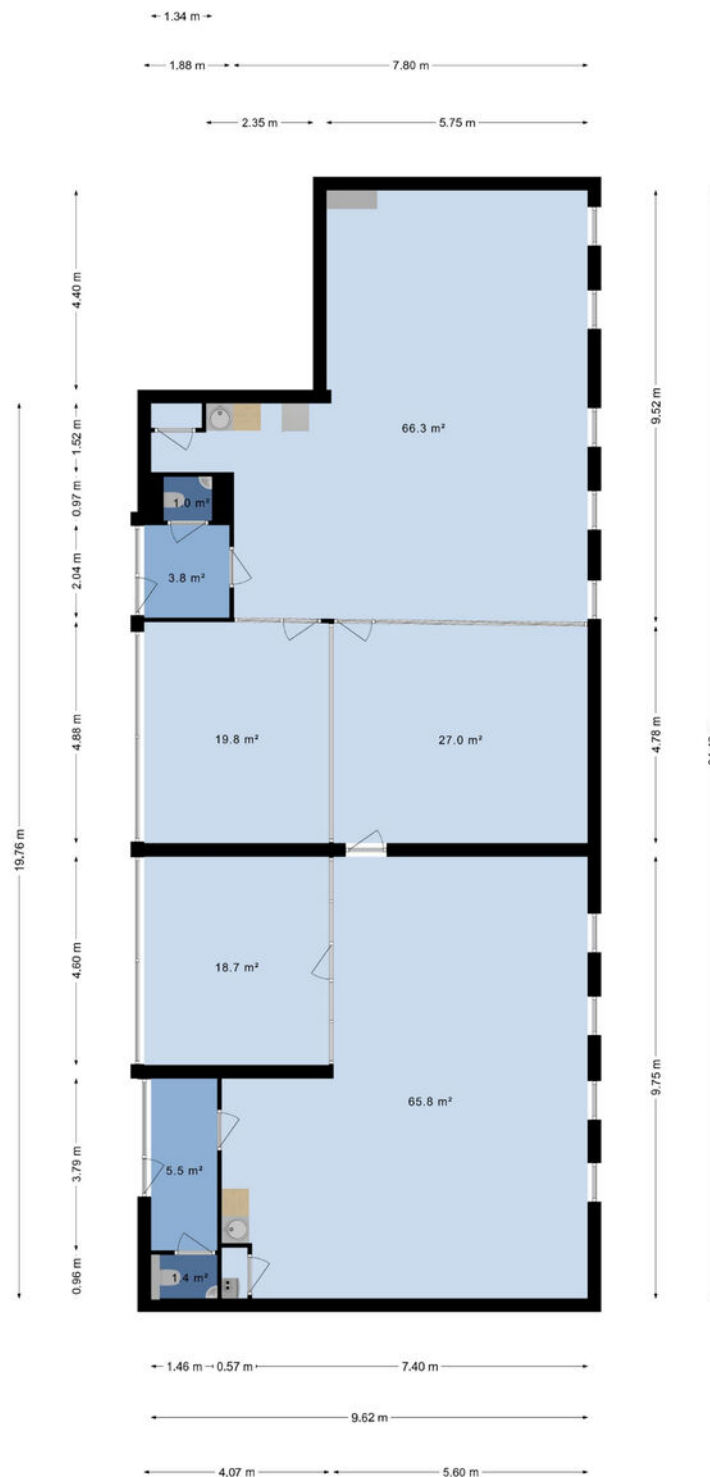 1.34 m
1.88 m
7.80 m
2.35 m
5.75 m
4.40 m
9.52 m
66.3 m²
1.52 m
0.97 m
1.0 m²
2.04 m
3.8 m²
4.88 m
19.8 m²
27.0 m²
4.78 m
19.76 m
4.60 m
18.7 m²
65.8 m²
9.75 m
3.79 m
5.5 m²
0.96 m
1.4 m²
1.46 m
0.57 m
7.40 m
9.62 m
4.07 m
5.60 m